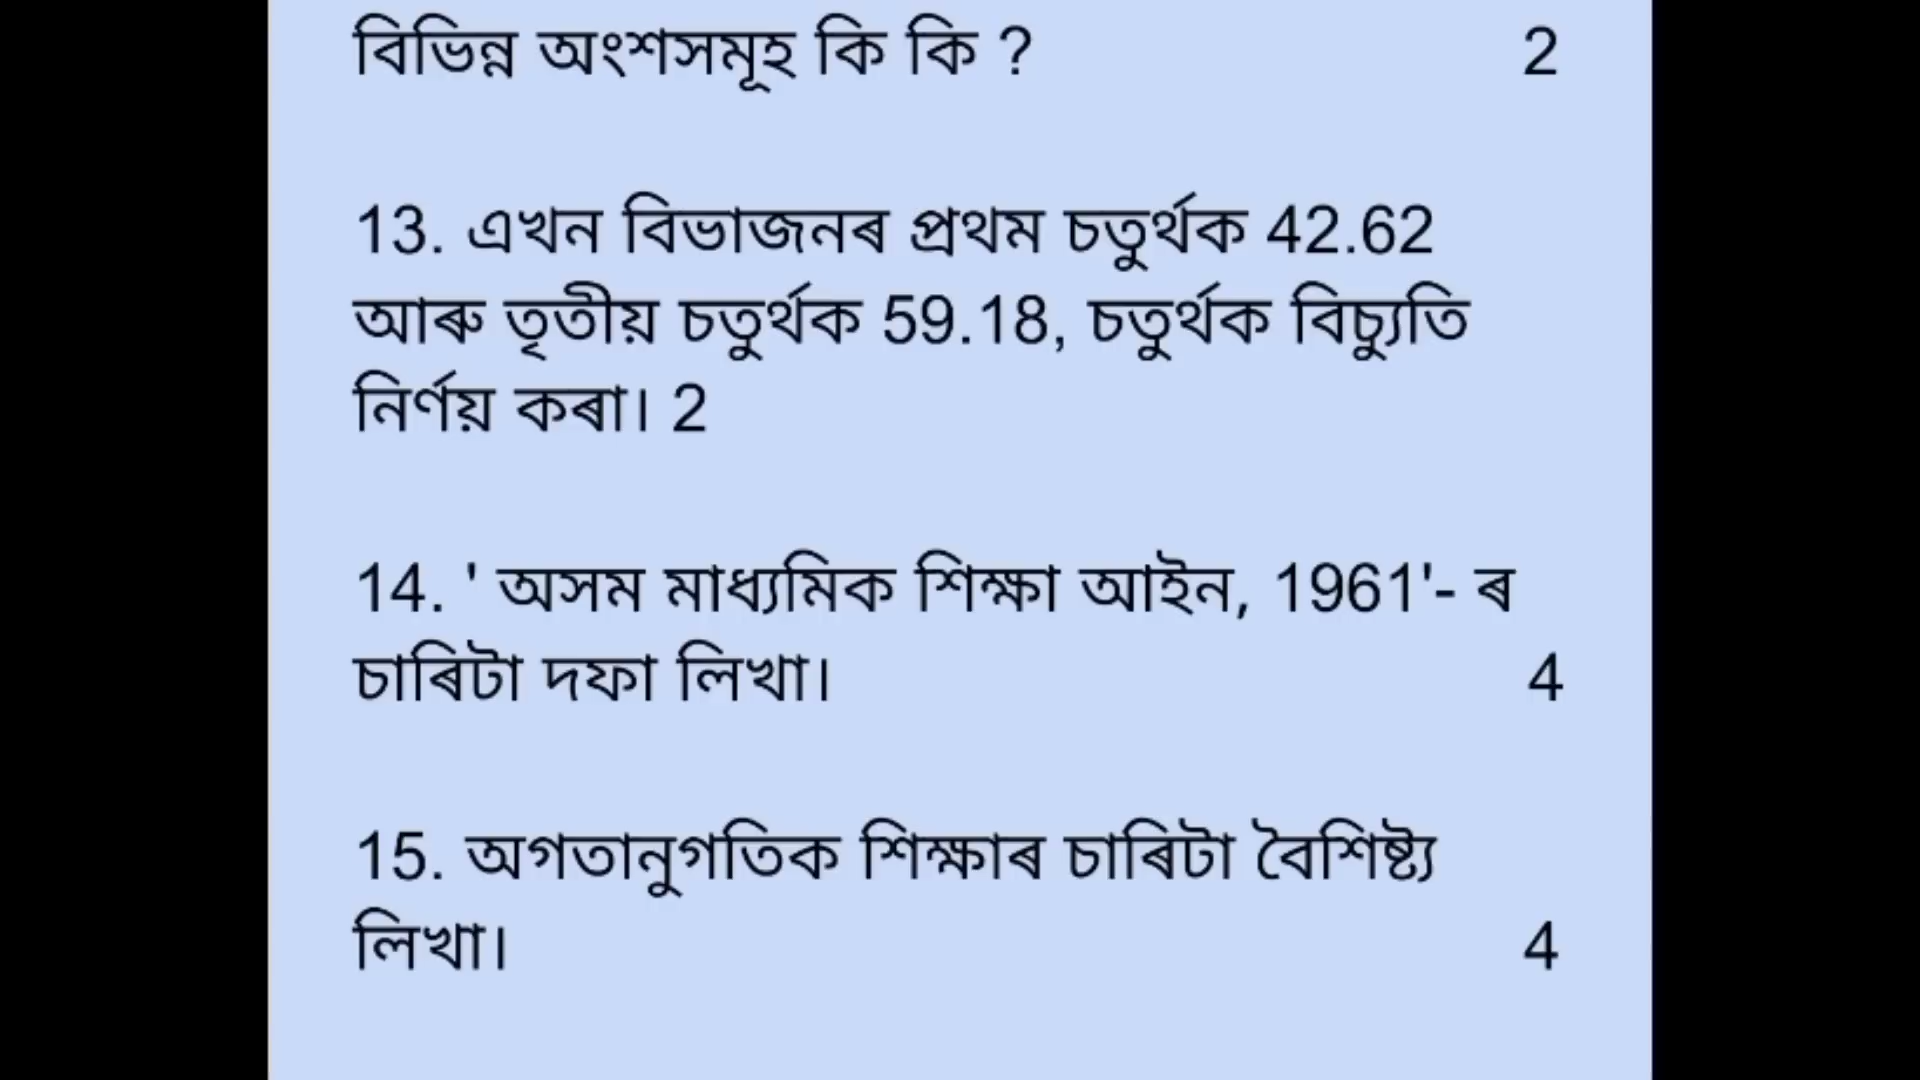 বিভিন্ন অংশসমূহ কি কি ? 2
13. এখন বিভাজনৰ প্ৰথম চতুৰ্থক 42.62
আৰু তৃতীয় চতুৰ্থক 59.18, চতুৰ্থক বিচ্যুতি
নিৰ্ণয় কৰা। 2
14. ' অসম মাধ্যমিক শিক্ষা আইন, 1961'- ৰ
চাৰিটা দফা লিখা। 4
15. অগতানুগতিক শিক্ষাৰ চাৰিটা বৈশিষ্ট্য
লিখা। 4